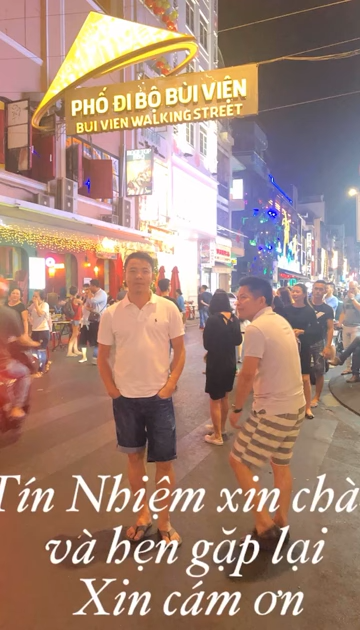 PHỐ ĐI BỘ BÙI VIỆN
BUI VIEN WALKING STREET
Tín Nhiệm xin chà
và hẹn gặp lại
Xin cám ơn